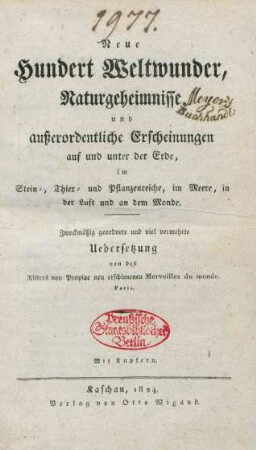 1977.
Neue
Hundert Weltwunder,
Naturgeheimnisse
Meyers
Buchhandl.
und
außerordentliche Erscheinungen
auf und unter der Erde,
im
Stein-, Thier- und Pflanzenreiche, im Meere, in
der Luft und an dem Monde.
Zweckmäßig geordnete und viel vermehrte
Uebersetzung
von des
Ritters von Propiac neu erschienenen Merveilles du monde.
Paris.
Preußische
Staatsbibliothek
Berlin
Mit Kupfern.
Kaschau, 1824.
Verlag von Otto Wigand.